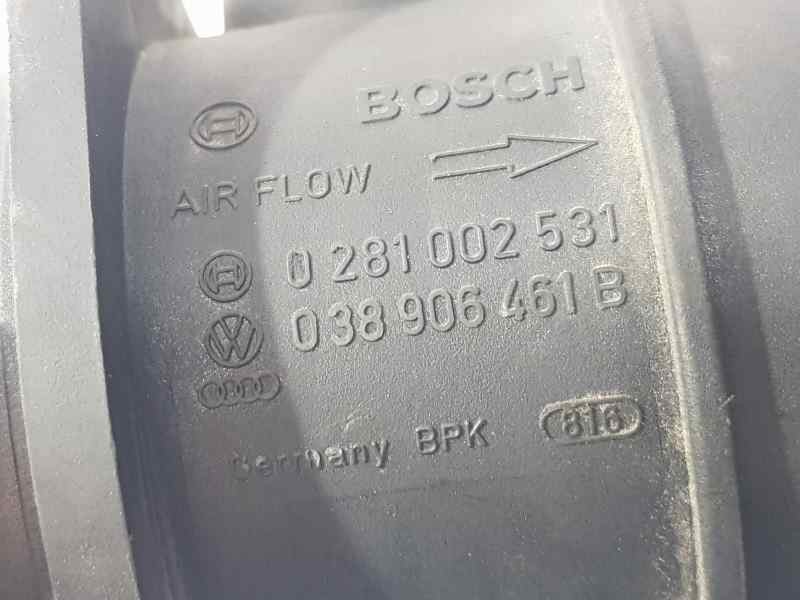 BOSCH
AIR FLOW
0 281 002 531
038 906 461 B
Germany BPK 816